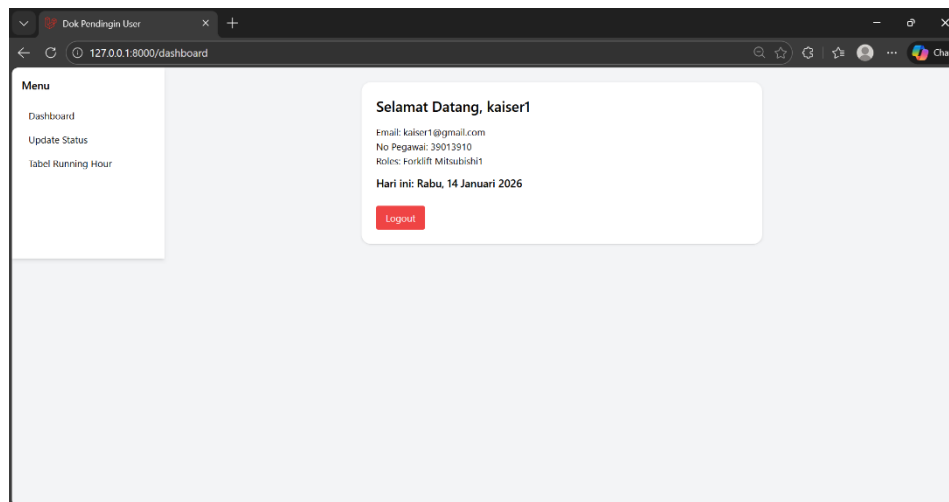 Dok Pendingin User
127.0.0.1:8000/dashboard
Menu
Dashboard
Update Status
Tabel Running Hour
Selamat Datang, kaiser1
Email: kaiser1@gmail.com
No Pegawai: 39013910
Roles: Forklift Mitsubishi1
Hari ini: Rabu, 14 Januari 2026
Logout